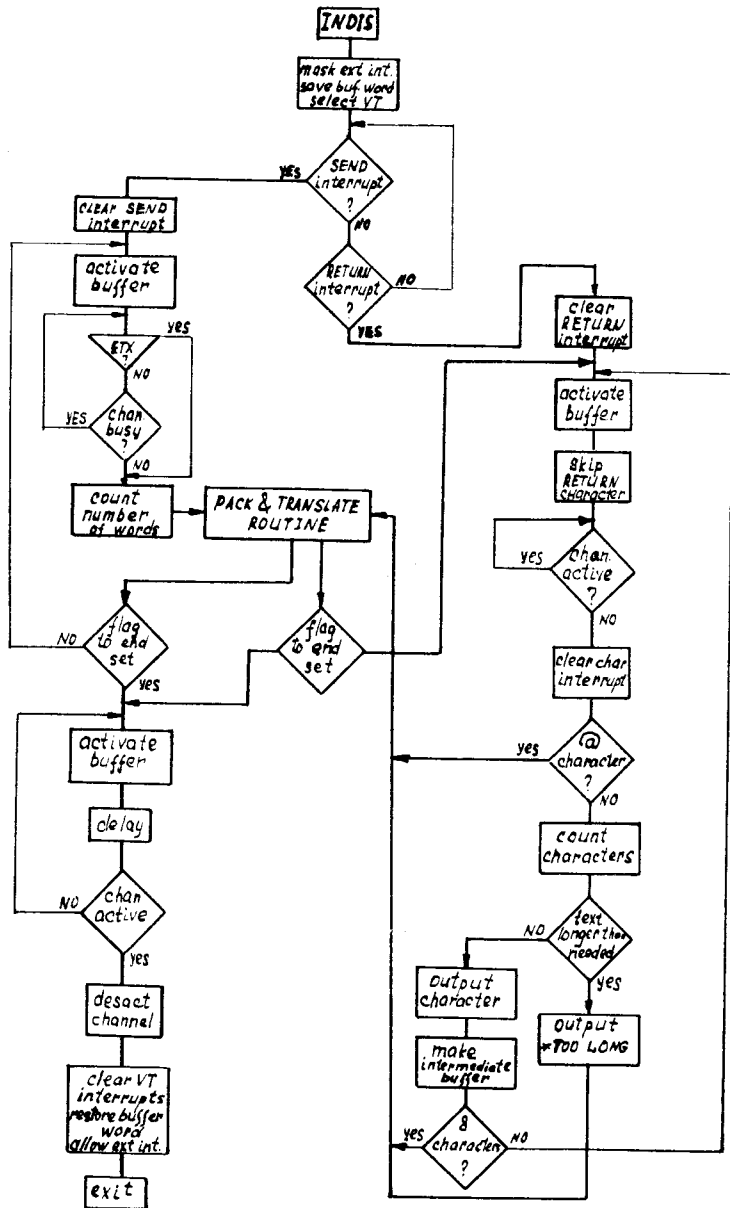 INDIS
mask ext int.
save buf. word
select VT
SEND
interrupt
?
YES
NO
CLEAR SEND
interrupt
activate
buffer
ETX
?
yes
NO
chan
busy
?
YES
NO
count
number
of words
RETURN
interrupt
?
NO
YES
PACK & TRANSLATE
ROUTINE
flag
to end
set
NO
yes
flag
to end
set
activate
buffer
delay
chan
active
NO
yes
desact
channel
clear VT
interrupts
restore buffer
word
allow ext int.
exit
clear
RETURN
interrupt
activate
buffer
Skip
RETURN
character
chan.
active
?
yes
NO
clear char
interrupt
@
character
?
yes
NO
count
characters
text
longer than
needed
NO
yes
output
character
make
intermediate
buffer
8
characters
?
yes
NO
output
*TOO LONG